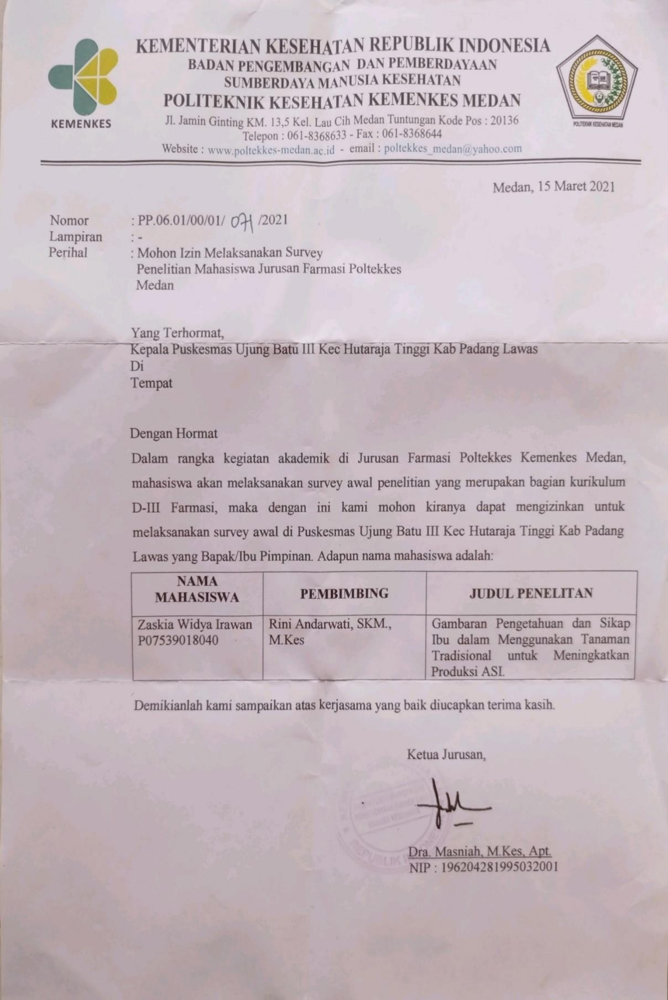 KEMENKES
KEMENTERIAN KESEHATAN REPUBLIK INDONESIA
BADAN PENGEMBANGAN DAN PEMBERDAYAAN
SUMBERDAYA MANUSIA KESEHATAN
POLITEKNIK KESEHATAN KEMENKES MEDAN
Jl. Jamin Ginting KM. 13,5 Kel. Lau Cih Medan Tuntungan Kode Pos : 20136
Telepon : 061-8368633 - Fax : 061-8368644
Website : www.poltekkes-medan.ac.id - email : poltekkes_medan@yahoo.com
POLITEKNIK KESEHATAN MEDAN
Medan, 15 Maret 2021
Nomor : PP.06.01/00/01/ 071 /2021
Lampiran : -
Perihal : Mohon Izin Melaksanakan Survey
Penelitian Mahasiswa Jurusan Farmasi Poltekkes
Medan
Yang Terhormat,
Kepala Puskesmas Ujung Batu III Kec Hutaraja Tinggi Kab Padang Lawas
Di
Tempat
Dengan Hormat
Dalam rangka kegiatan akademik di Jurusan Farmasi Poltekkes Kemenkes Medan,
mahasiswa akan melaksanakan survey awal penelitian yang merupakan bagian kurikulum
D-III Farmasi, maka dengan ini kami mohon kiranya dapat mengizinkan untuk
melaksanakan survey awal di Puskesmas Ujung Batu III Kec Hutaraja Tinggi Kab Padang
Lawas yang Bapak/Ibu Pimpinan. Adapun nama mahasiswa adalah:
NAMA
MAHASISWA
PEMBIMBING
JUDUL PENELITAN
Zaskia Widya Irawan
P07539018040
Rini Andarwati, SKM.,
M.Kes
Gambaran Pengetahuan dan Sikap
Ibu dalam Menggunakan Tanaman
Tradisional untuk Meningkatkan
Produksi ASI.
Demikianlah kami sampaikan atas kerjasama yang baik diucapkan terima kasih.
Ketua Jurusan,
REPUBLIK
Dra. Masniah, M.Kes, Apt.
NIP : 196204281995032001